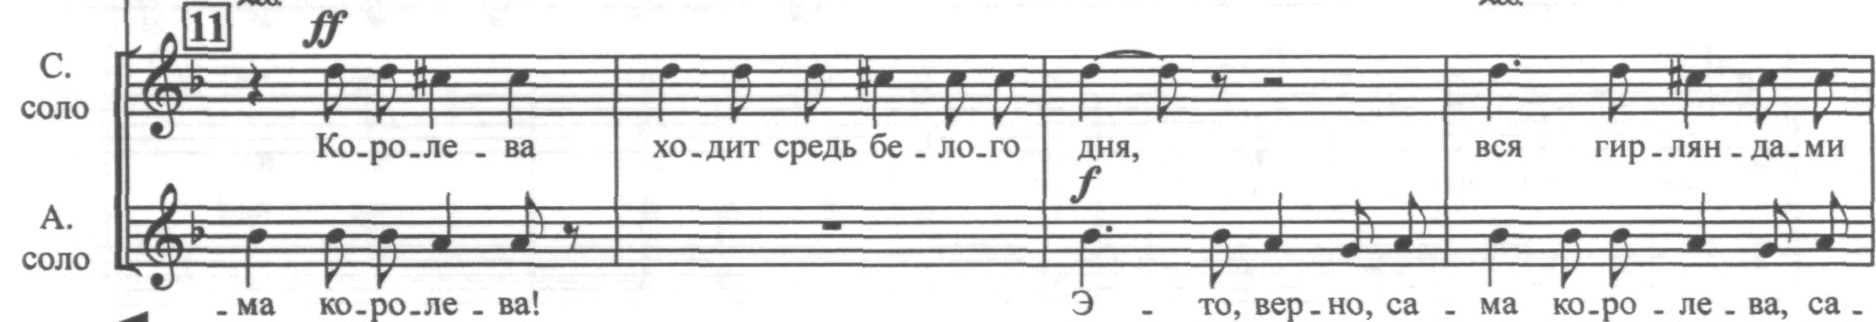 11 ff
С.
соло
Ко-ро-ле - ва хо-дит средь бе - ло-го дня, вся гир-лян-да-ми
f
А.
соло
- ма ко-ро-ле - ва! Э - то, вер-но, са - ма ко-ро - ле - ва, са -